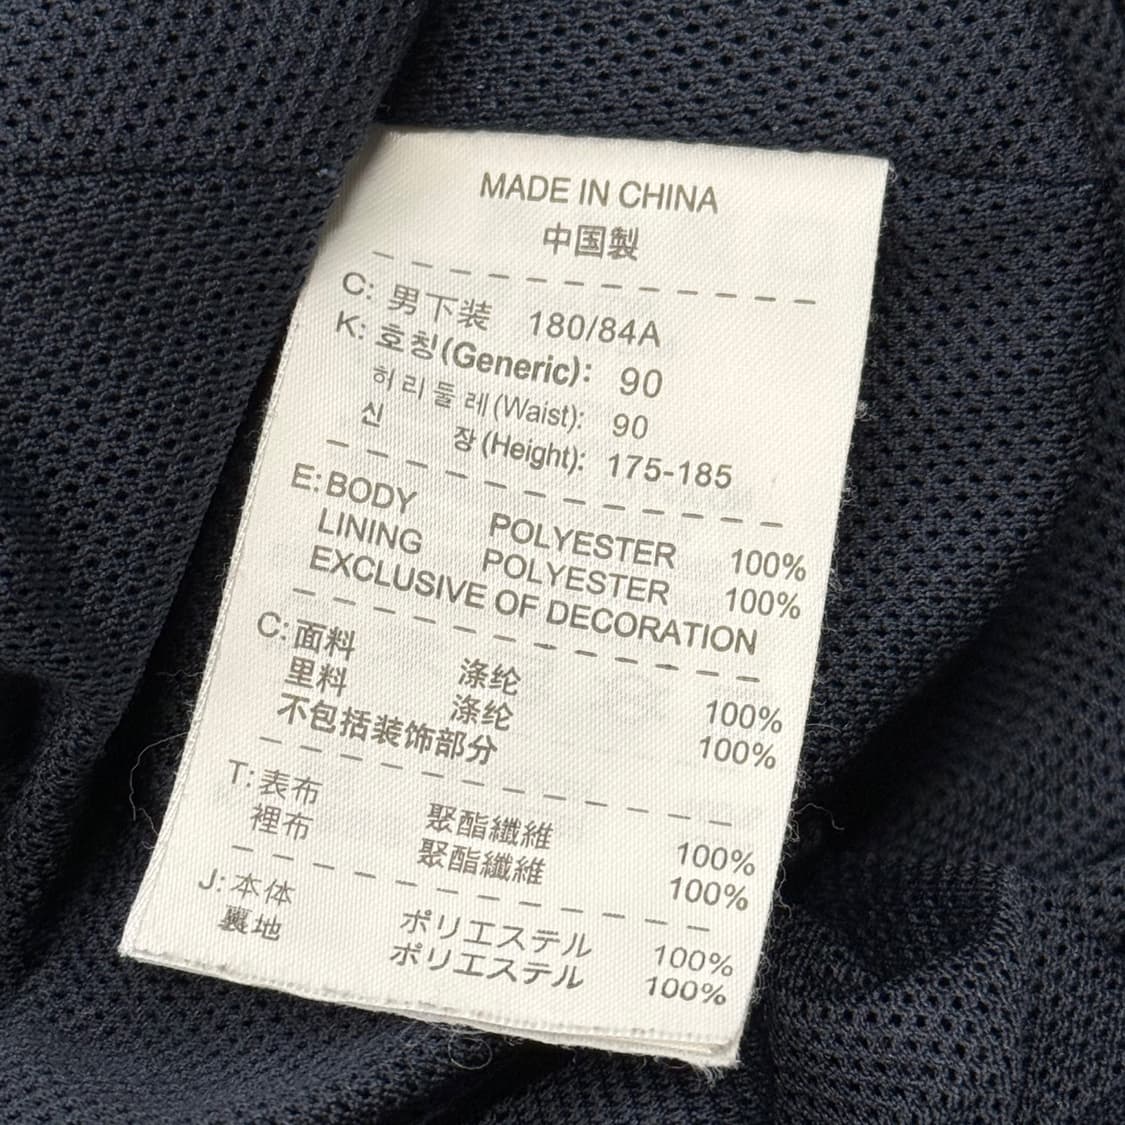 MADE IN CHINA
中国製
C: 男下装 180/84A
K: 호칭(Generic): 90
허리둘레(Waist): 90
신 장(Height): 175-185
E: BODY POLYESTER 100%
LINING POLYESTER 100%
EXCLUSIVE OF DECORATION
C: 面料 涤纶 100%
里料 涤纶 100%
不包括装饰部分
T: 表布 聚酯纖維 100%
裡布 聚酯纖維 100%
J: 本体 ポリエステル 100%
裏地 ポリエステル 100%